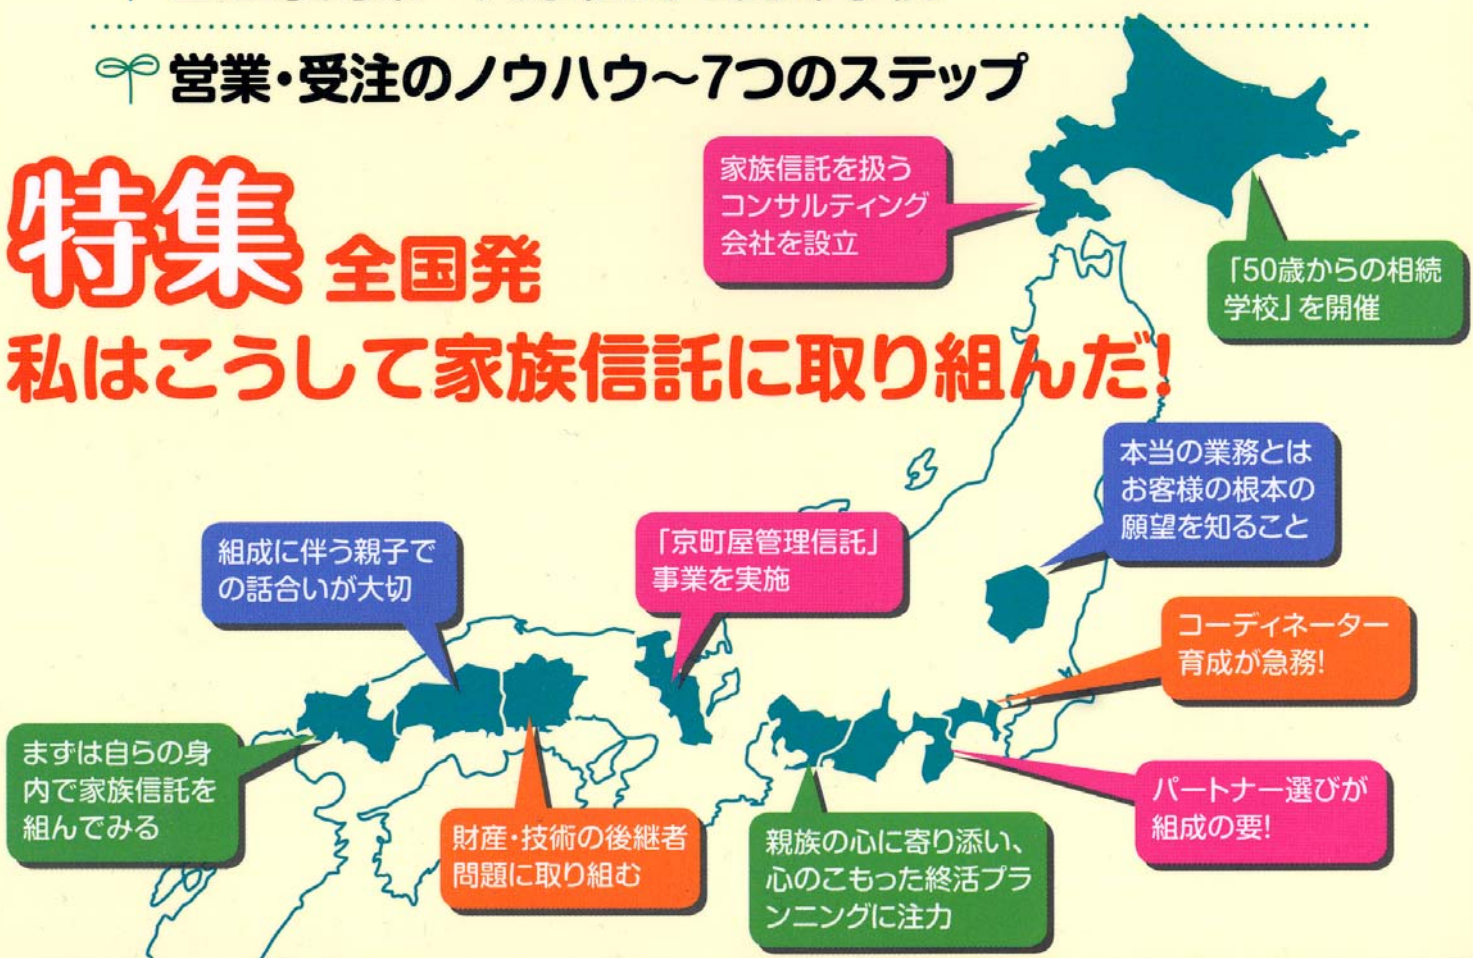 営業・受注のノウハウ～7つのステップ
特集 全国発
私はこうして家族信託に取り組んだ!
家族信託を扱う
コンサルティング
会社を設立
「50歳からの相続
学校」を開催
本当の業務とは
お客様の根本の
願望を知ること
組成に伴う親子で
の話合いが大切
「京町屋管理信託」
事業を実施
コーディネーター
育成が急務!
まずは自らの身
内で家族信託を
組んでみる
財産・技術の後継者
問題に取り組む
親族の心に寄り添い、
心のこもった終活プラ
ンニングに注力
パートナー選びが
組成の要!